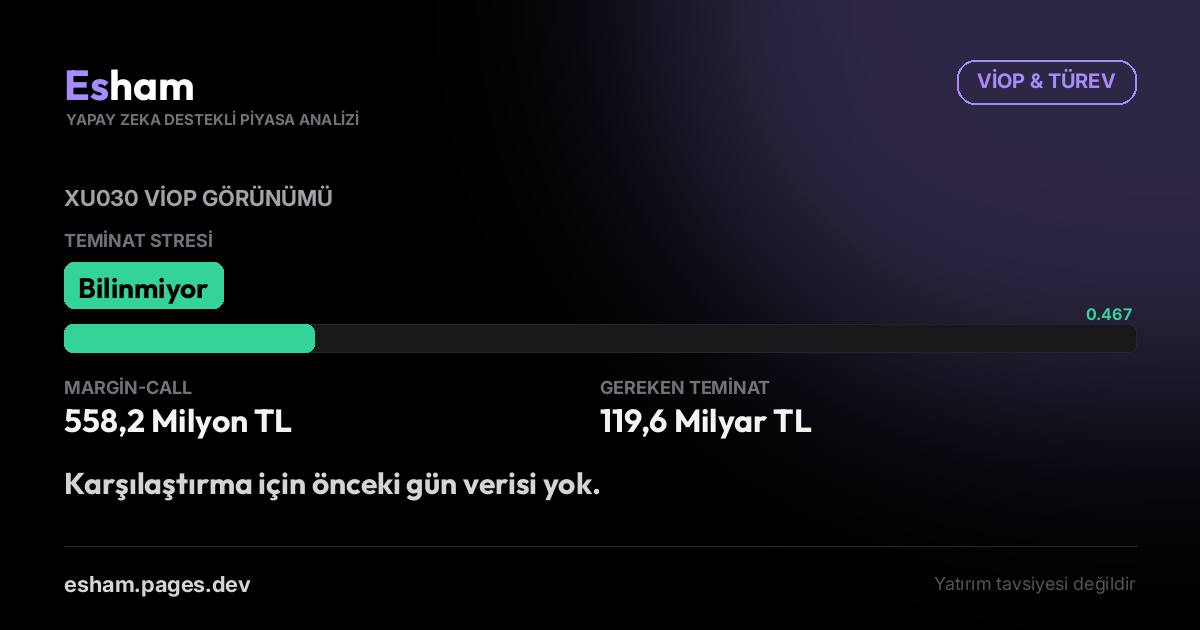 Esham
VİOP & TÜREV
YAPAY ZEKA DESTEKLİ PİYASA ANALİZİ
XU030 VİOP GÖRÜNÜMÜ
TEMİNAT STRESİ
Bilinmiyor
0.467
MARGİN-CALL
GEREKEN TEMİNAT
558,2 Milyon TL
119,6 Milyar TL
Karşılaştırma için önceki gün verisi yok.
esham.pages.dev
Yatırım tavsiyesi değildir